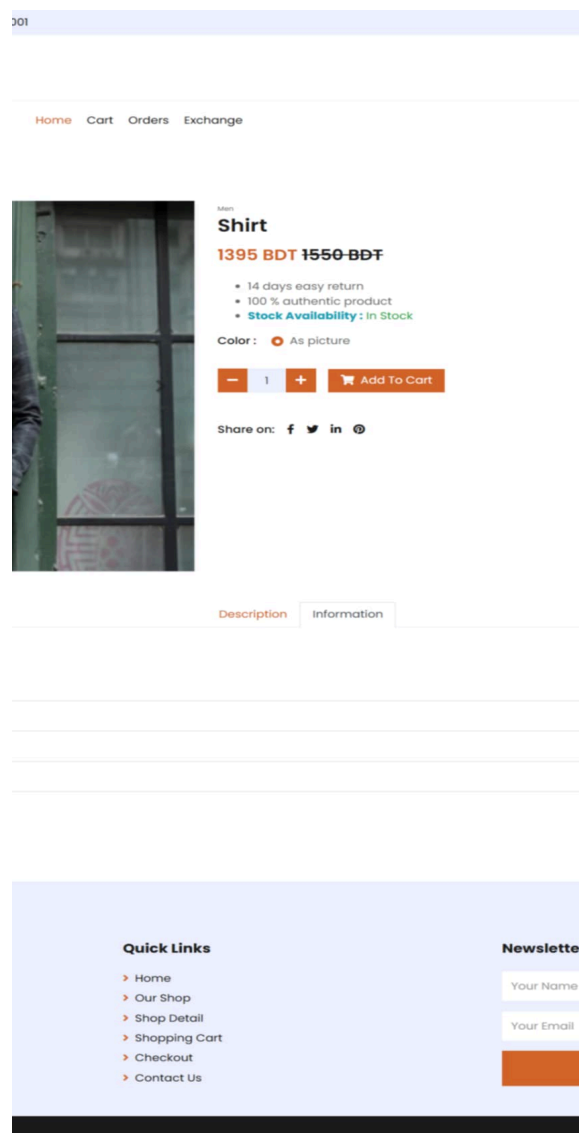 001
Home Cart Orders Exchange
Men
Shirt
1395 BDT 1550 BDT
14 days easy return
100 % authentic product
Stock Availability : In Stock
Color : As picture
- 1 +
Add To Cart
Share on:
Description Information
Quick Links
Home
Our Shop
Shop Detail
Shopping Cart
Checkout
Contact Us
Newslette
Your Name
Your Email